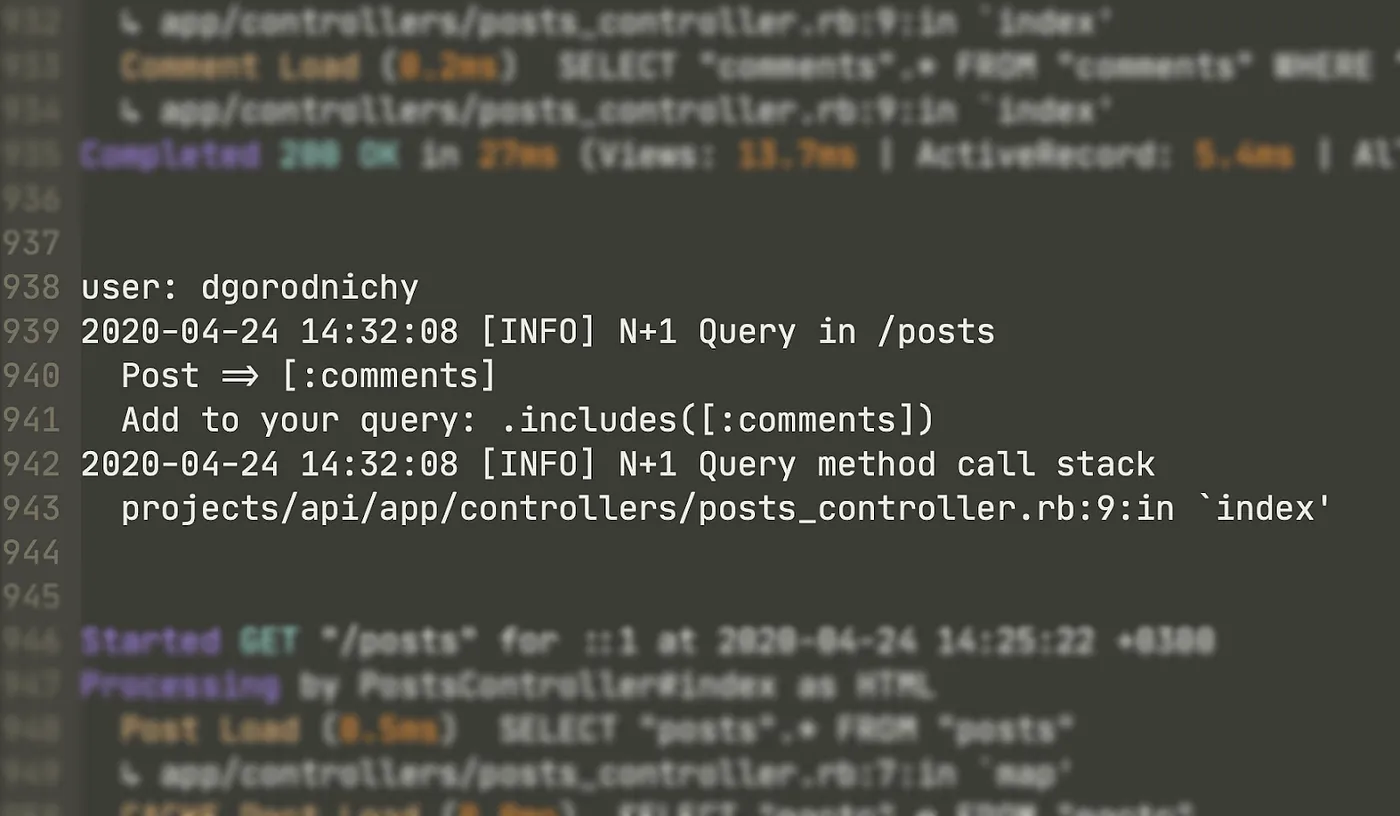 932 ↳ app/controllers/posts_controller.rb:9:in `index'
933 Comment Load (0.2ms) SELECT "comments".* FROM "comments" WHERE "
934 ↳ app/controllers/posts_controller.rb:9:in `index'
935 Completed 200 OK in 27ms (Views: 13.7ms | ActiveRecord: 5.4ms | Al
936
937
938 user: dgorodnichy
939 2020-04-24 14:32:08 [INFO] N+1 Query in /posts
940 Post => [:comments]
941 Add to your query: .includes([:comments])
942 2020-04-24 14:32:08 [INFO] N+1 Query method call stack
943 projects/api/app/controllers/posts_controller.rb:9:in `index'
944
945
946 Started GET "/posts" for ::1 at 2020-04-24 14:25:22 +0300
947 Processing by PostsController#index as HTML
948 Post Load (0.5ms) SELECT "posts".* FROM "posts"
949 ↳ app/controllers/posts_controller.rb:7:in `map'